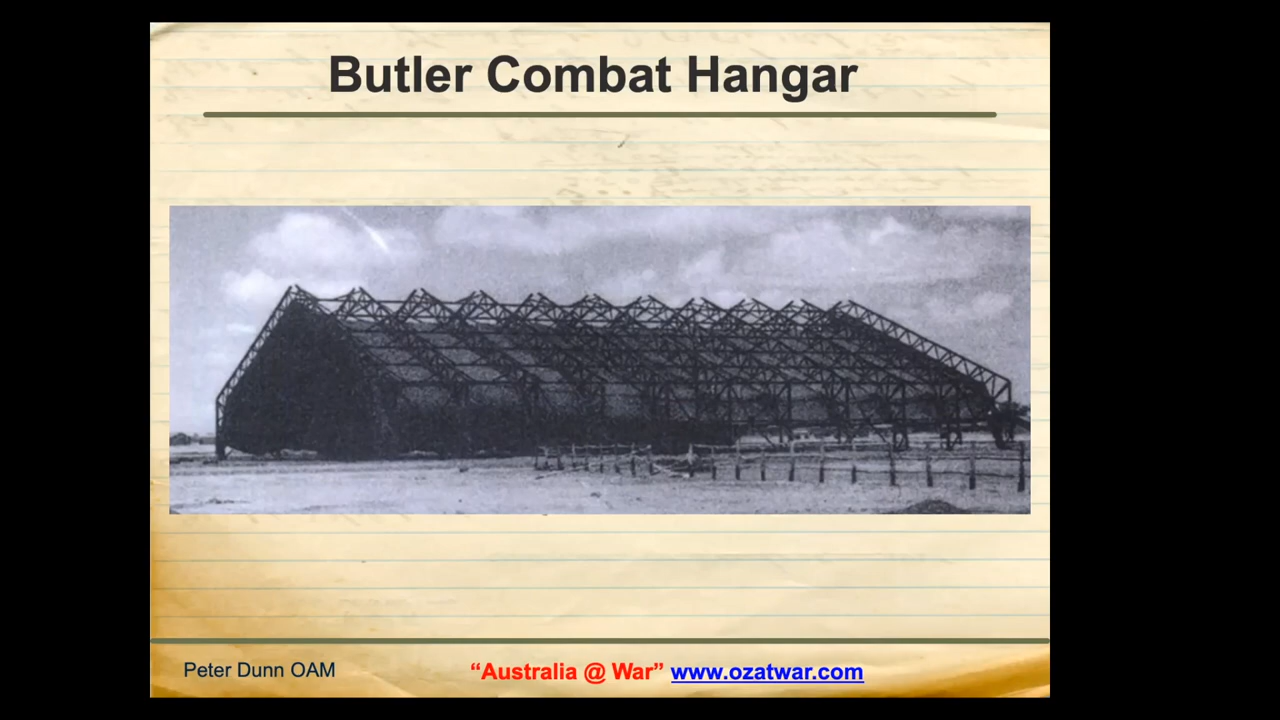 Butler Combat Hangar
Peter Dunn OAM
“Australia @ War” www.ozatwar.com